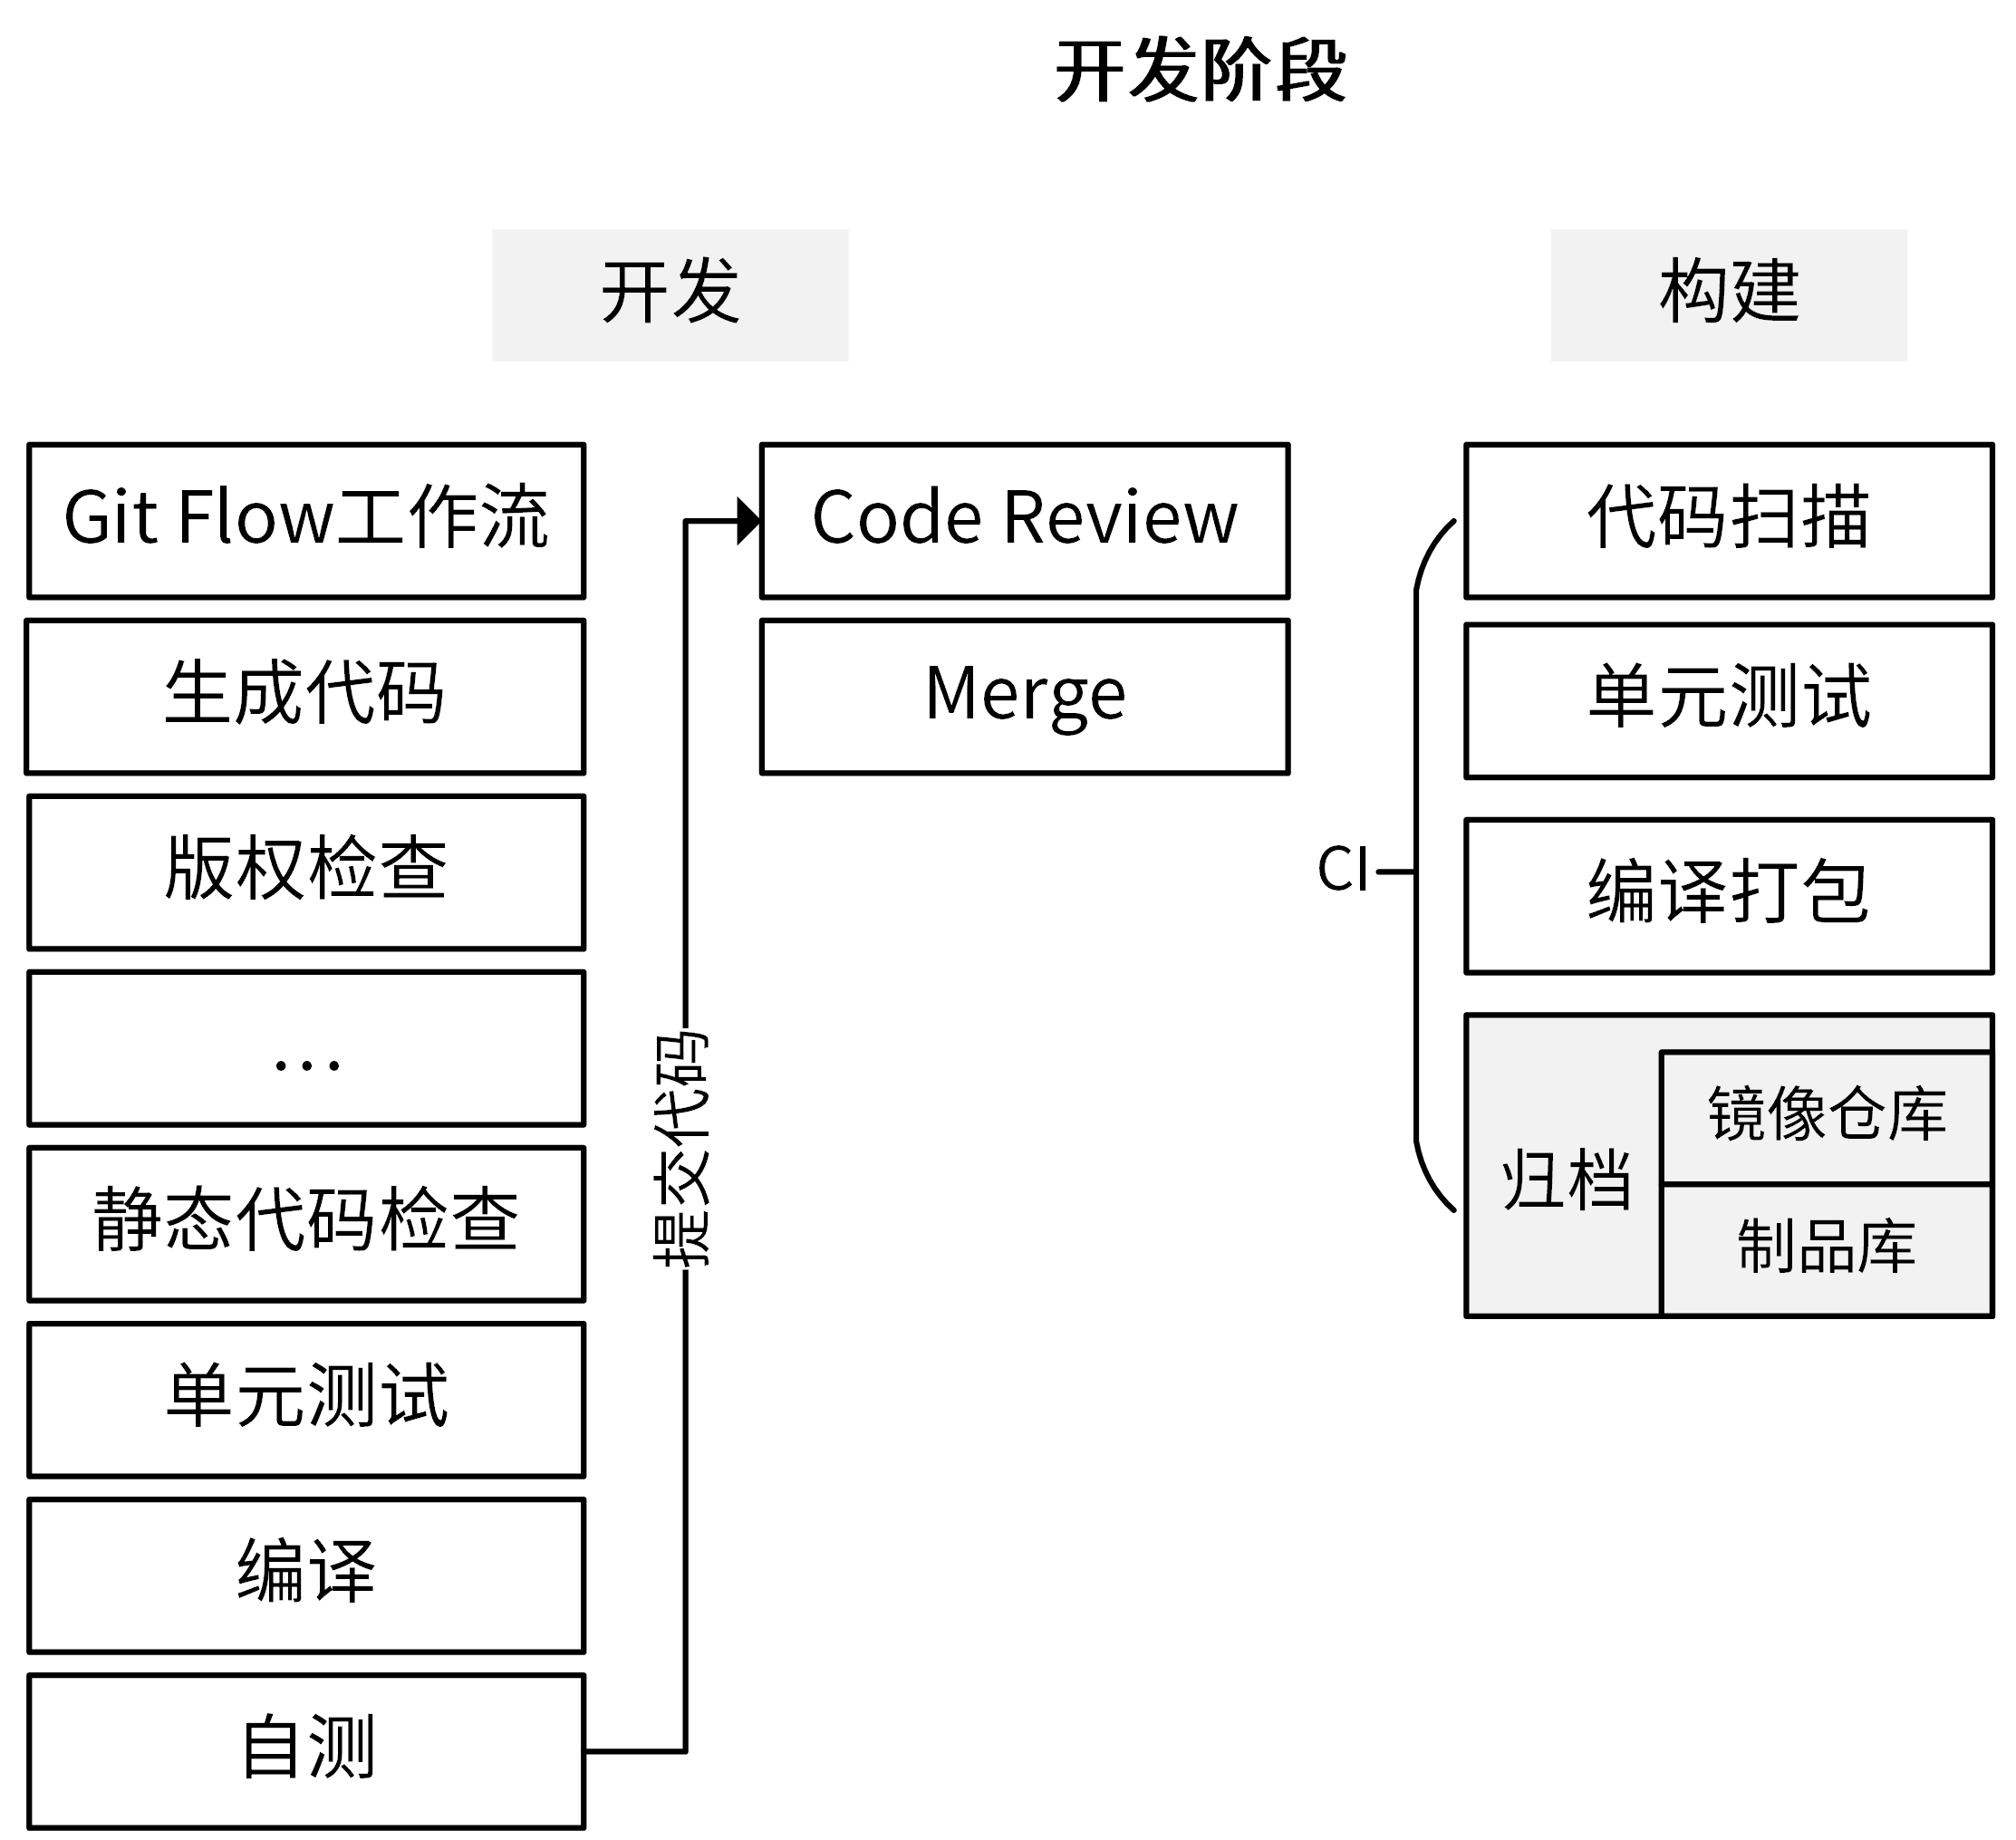 开发阶段
开发
构建
Git Flow工作流
生成代码
版权检查
...
静态代码检查
单元测试
编译
自测
提交代码
Code Review
Merge
CI
代码扫描
单元测试
编译打包
归档
镜像仓库
制品库